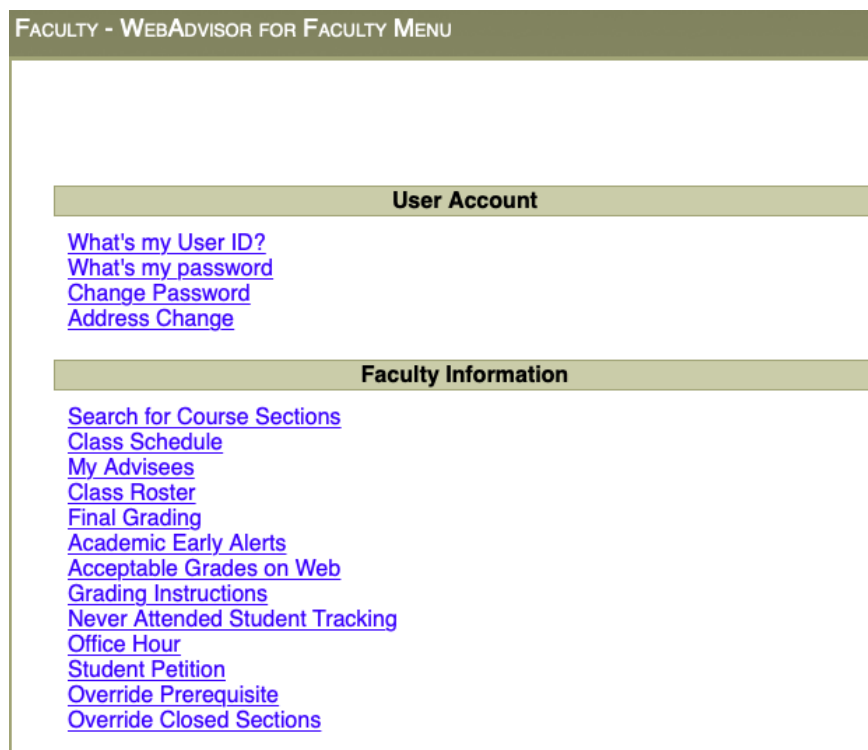 FACULTY - WEBADVISOR FOR FACULTY MENU
User Account
What's my User ID?
What's my password
Change Password
Address Change
Faculty Information
Search for Course Sections
Class Schedule
My Advisees
Class Roster
Final Grading
Academic Early Alerts
Acceptable Grades on Web
Grading Instructions
Never Attended Student Tracking
Office Hour
Student Petition
Override Prerequisite
Override Closed Sections